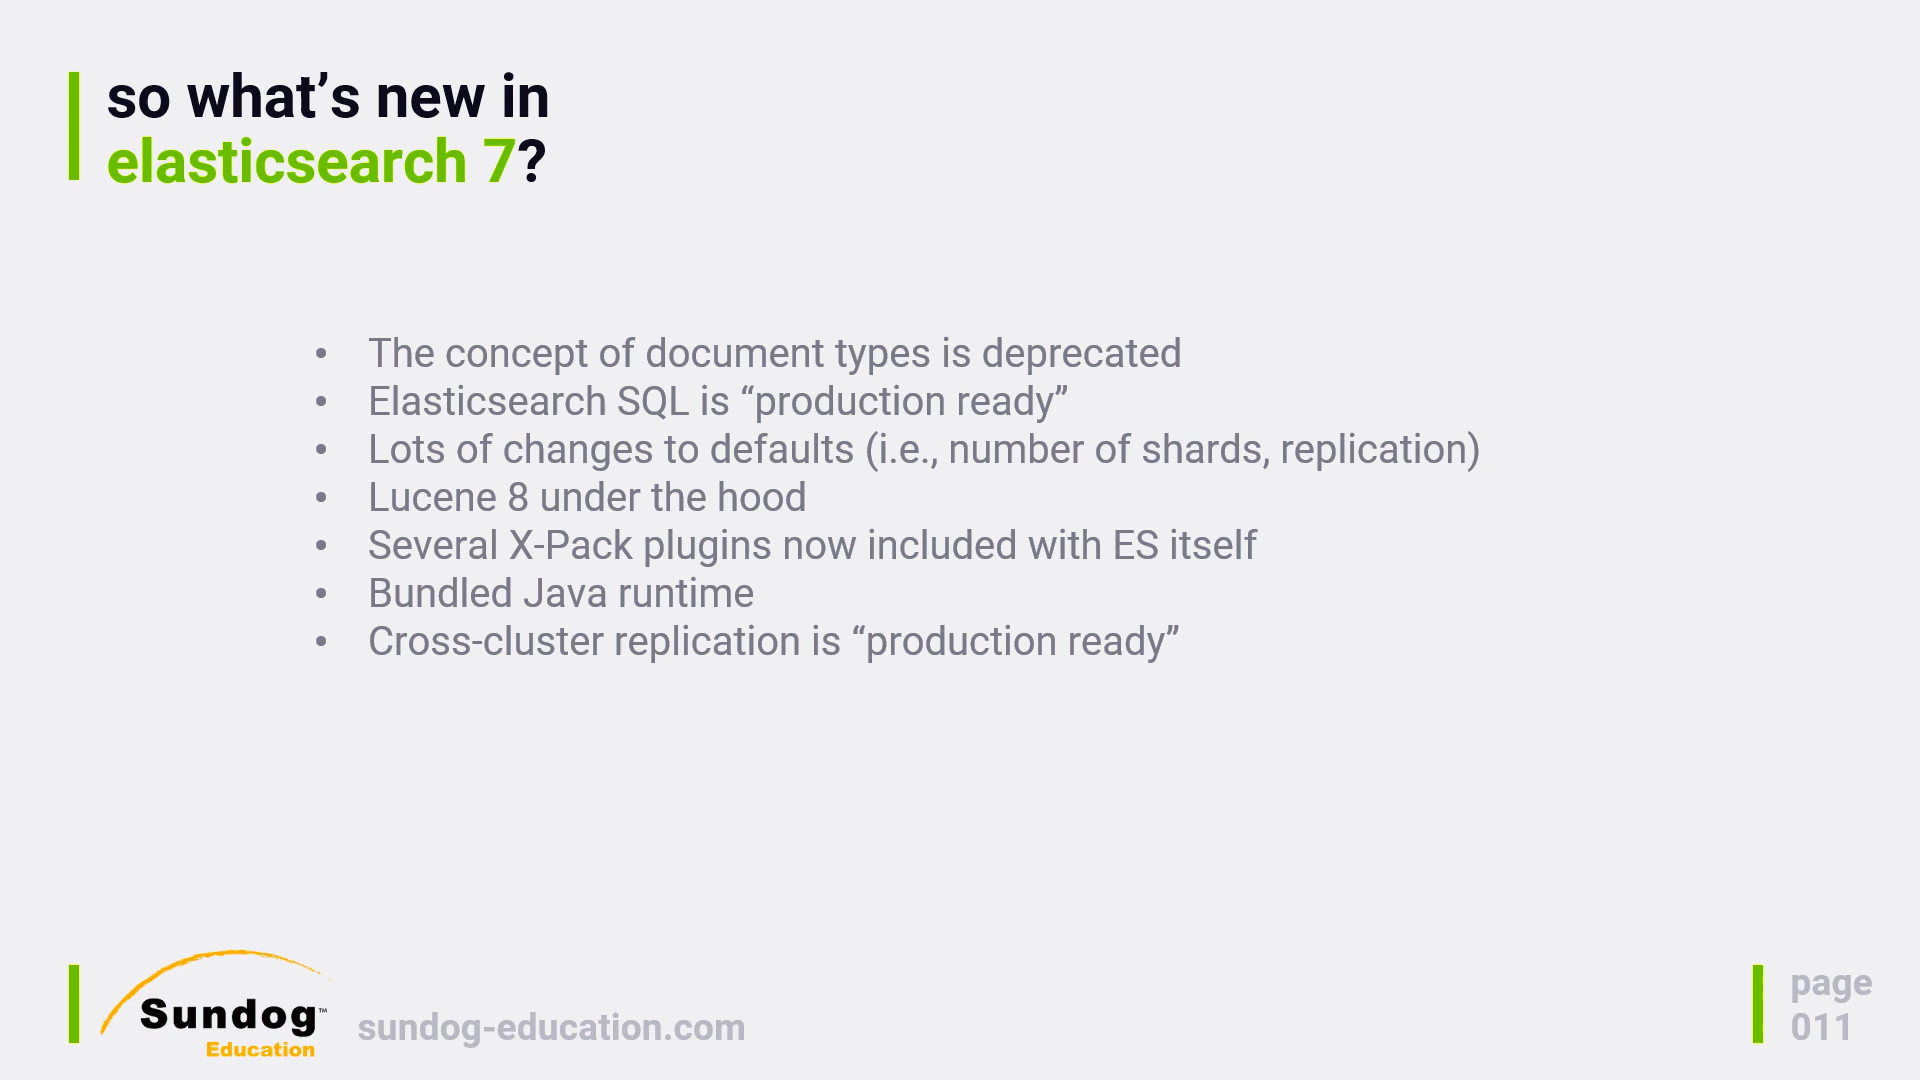 so what’s new in
elasticsearch 7?
• The concept of document types is deprecated
• Elasticsearch SQL is “production ready”
• Lots of changes to defaults (i.e., number of shards, replication)
• Lucene 8 under the hood
• Several X-Pack plugins now included with ES itself
• Bundled Java runtime
• Cross-cluster replication is “production ready”
Sundog™
Education
sundog-education.com
page
011